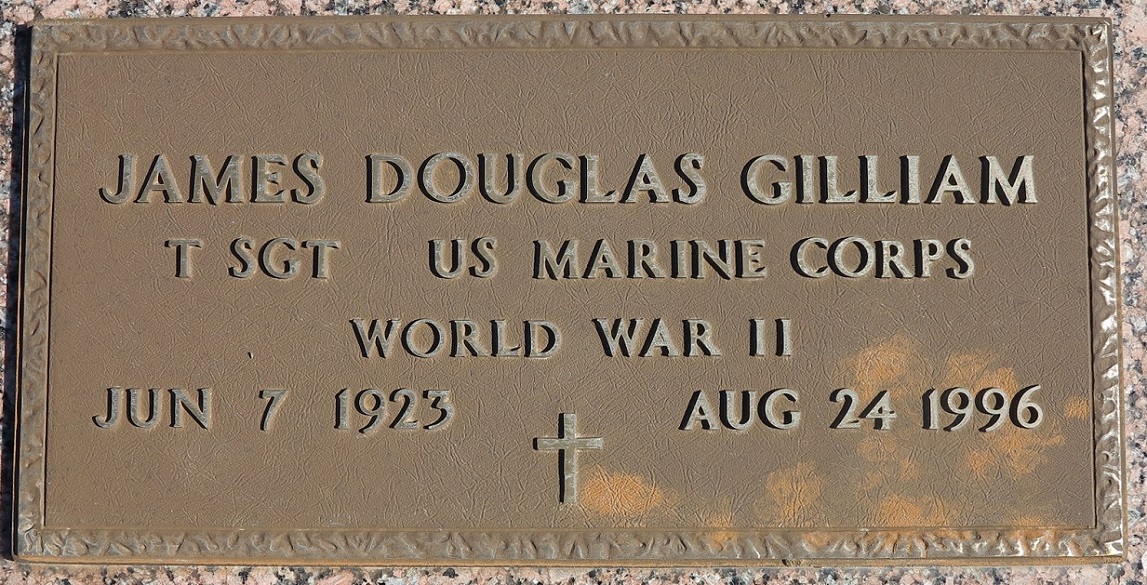 JAMES DOUGLAS GILLIAM
T SGT US MARINE CORPS
WORLD WAR II
JUN 7 1923 AUG 24 1996